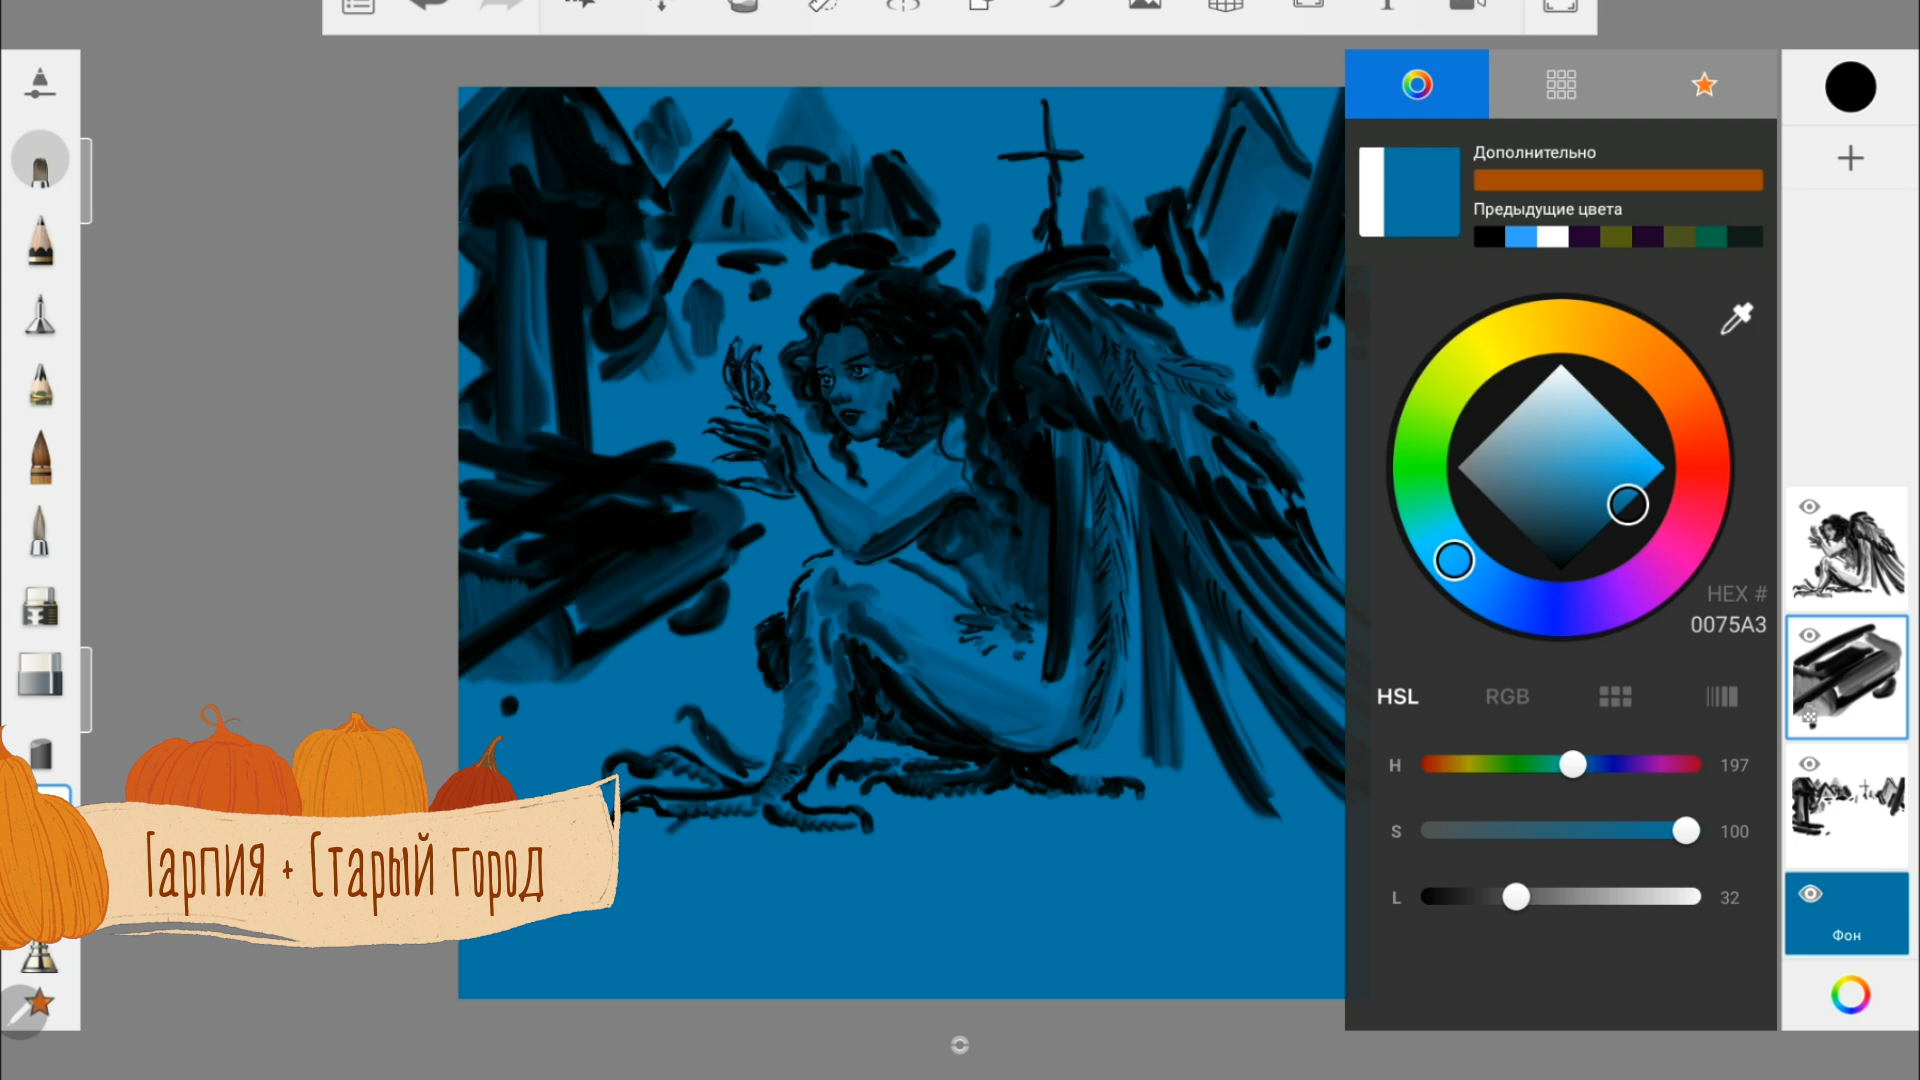 Дополнительно
Предыдущие цвета
HEX #
0075A3
HSL
RGB
H
197
S
100
L
32
Фон
Гарпия + Старый город